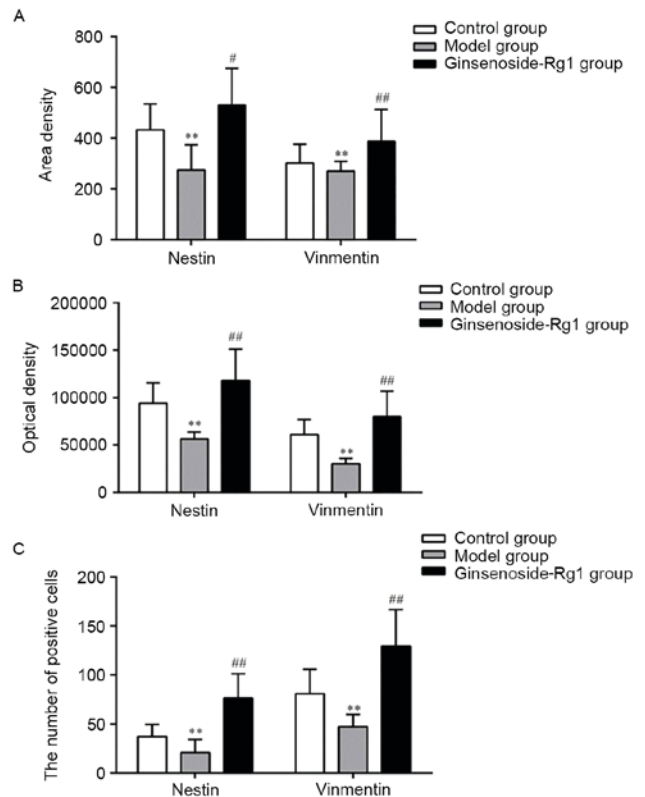 A
Control group
Model group
Ginsenoside-Rg1 group
Area density
800
600
400
200
0
** # ** ##
Nestin Vinmentin
B
Control group
Model group
Ginsenoside-Rg1 group
Optical density
200000
150000
100000
50000
0
** ## ** ##
Nestin Vinmentin
C
Control group
Model group
Ginsenoside-Rg1 group
The number of positive cells
200
150
100
50
0
** ## ** ##
Nestin Vinmentin